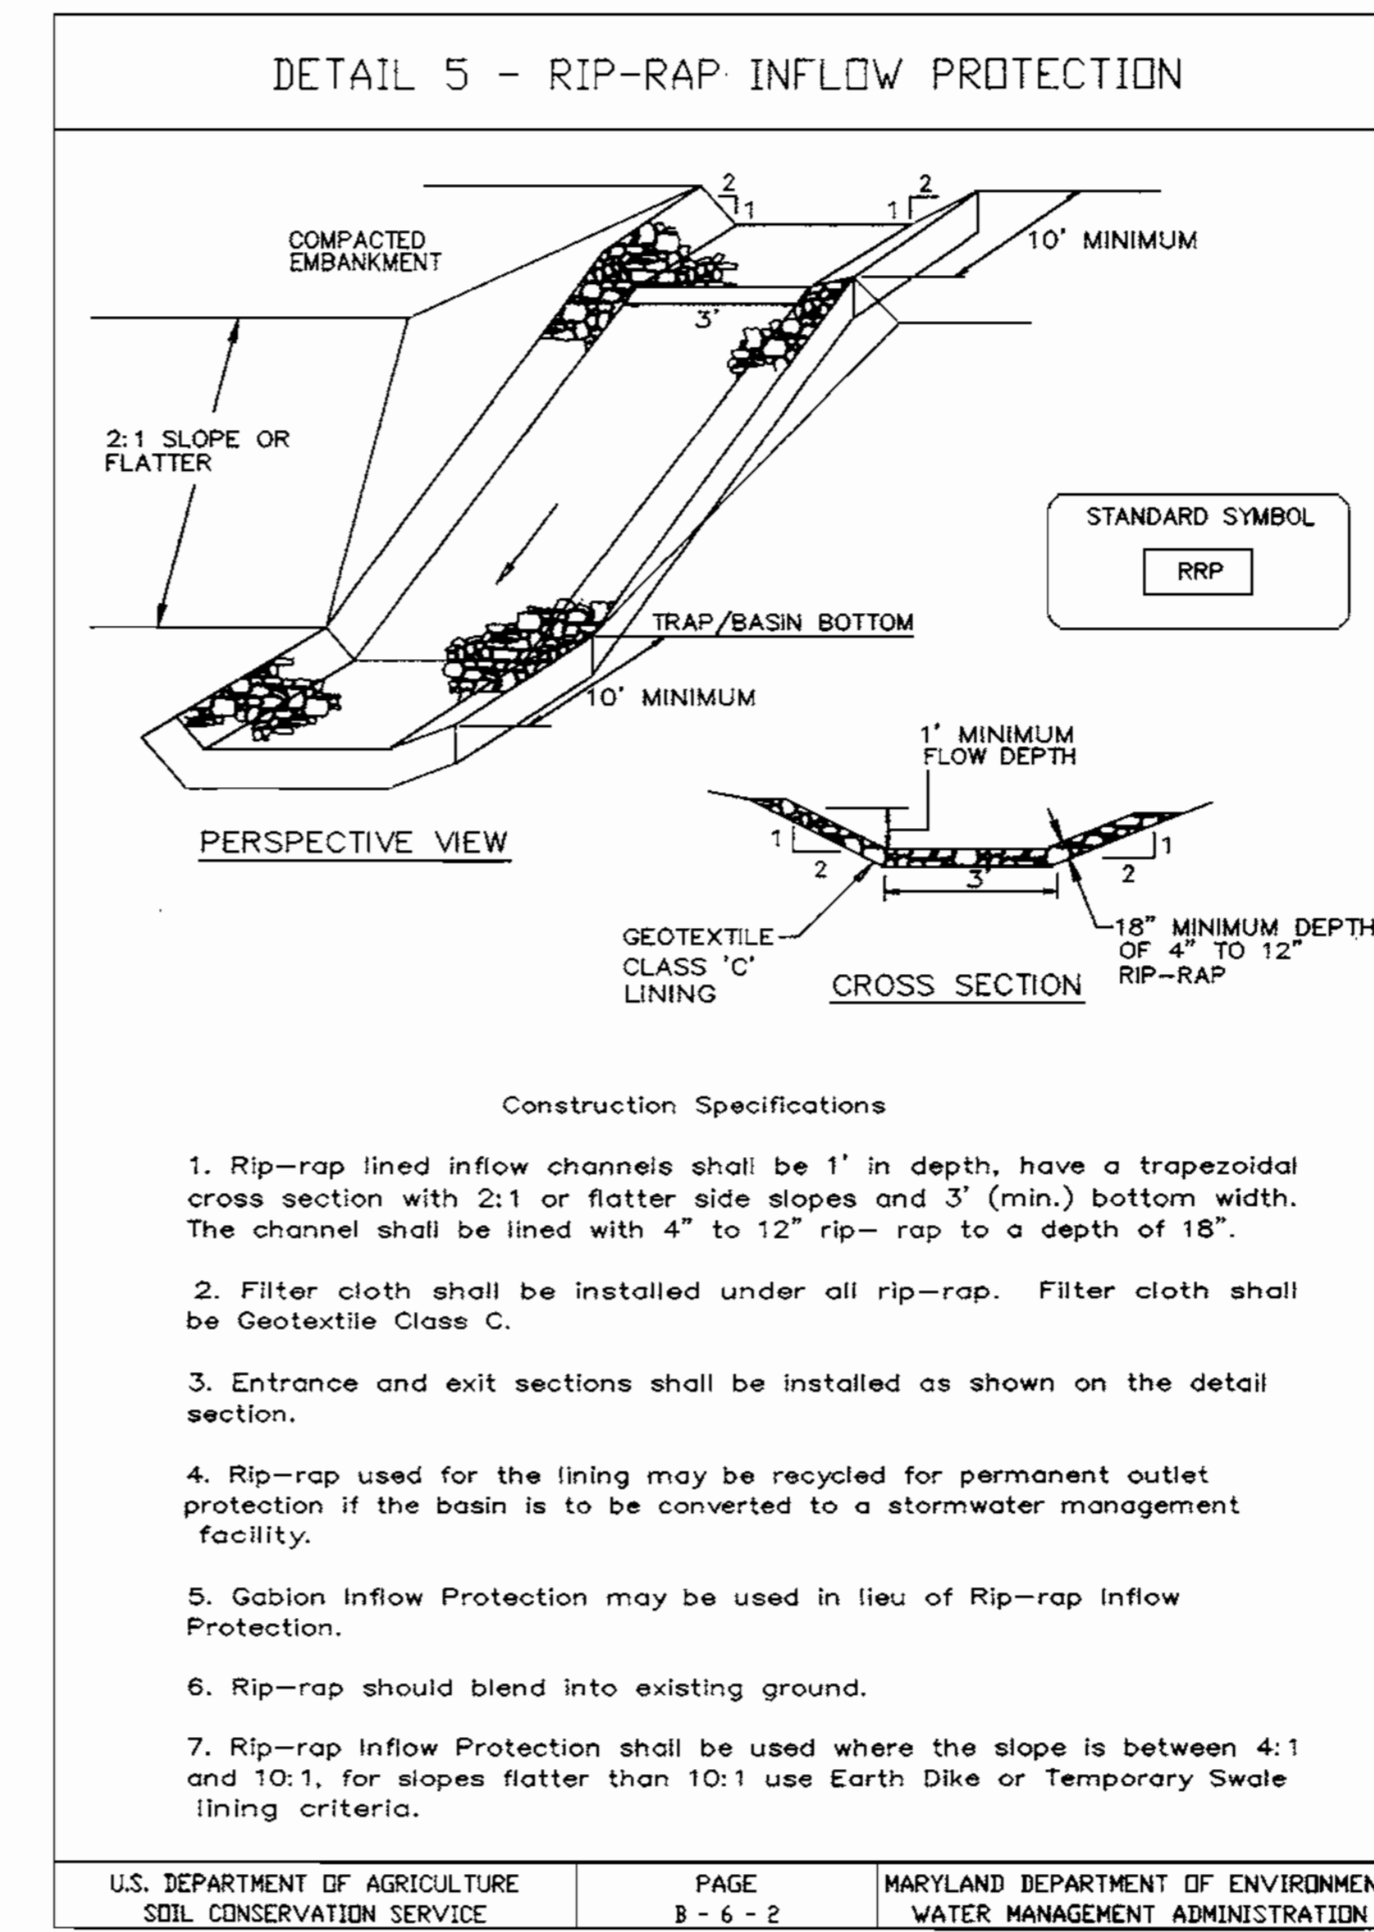 DETAIL 5 - RIP-RAP INFLOW PROTECTION
2
1
2
1
COMPACTED
EMBANKMENT
10' MINIMUM
3'
2:1 SLOPE OR
FLATTER
STANDARD SYMBOL
RRP
TRAP/BASIN BOTTOM
10' MINIMUM
1' MINIMUM
FLOW DEPTH
PERSPECTIVE VIEW
1
2
3'
1
2
GEOTEXTILE
CLASS 'C'
LINING
18" MINIMUM DEPTH
OF 4" TO 12"
RIP-RAP
CROSS SECTION
Construction Specifications
1. Rip-rap lined inflow channels shall be 1' in depth, have a trapezoidal
cross section with 2:1 or flatter side slopes and 3' (min.) bottom width.
The channel shall be lined with 4" to 12" rip- rap to a depth of 18".
2. Filter cloth shall be installed under all rip-rap. Filter cloth shall
be Geotextile Class C.
3. Entrance and exit sections shall be installed as shown on the detail
section.
4. Rip-rap used for the lining may be recycled for permanent outlet
protection if the basin is to be converted to a stormwater management
facility.
5. Gabion Inflow Protection may be used in lieu of Rip-rap Inflow
Protection.
6. Rip-rap should blend into existing ground.
7. Rip-rap Inflow Protection shall be used where the slope is between 4:1
and 10:1, for slopes flatter than 10:1 use Earth Dike or Temporary Swale
lining criteria.
U.S. DEPARTMENT OF AGRICULTURE
SOIL CONSERVATION SERVICE
PAGE
B - 6 - 2
MARYLAND DEPARTMENT OF ENVIRONMEN
WATER MANAGEMENT ADMINISTRATION